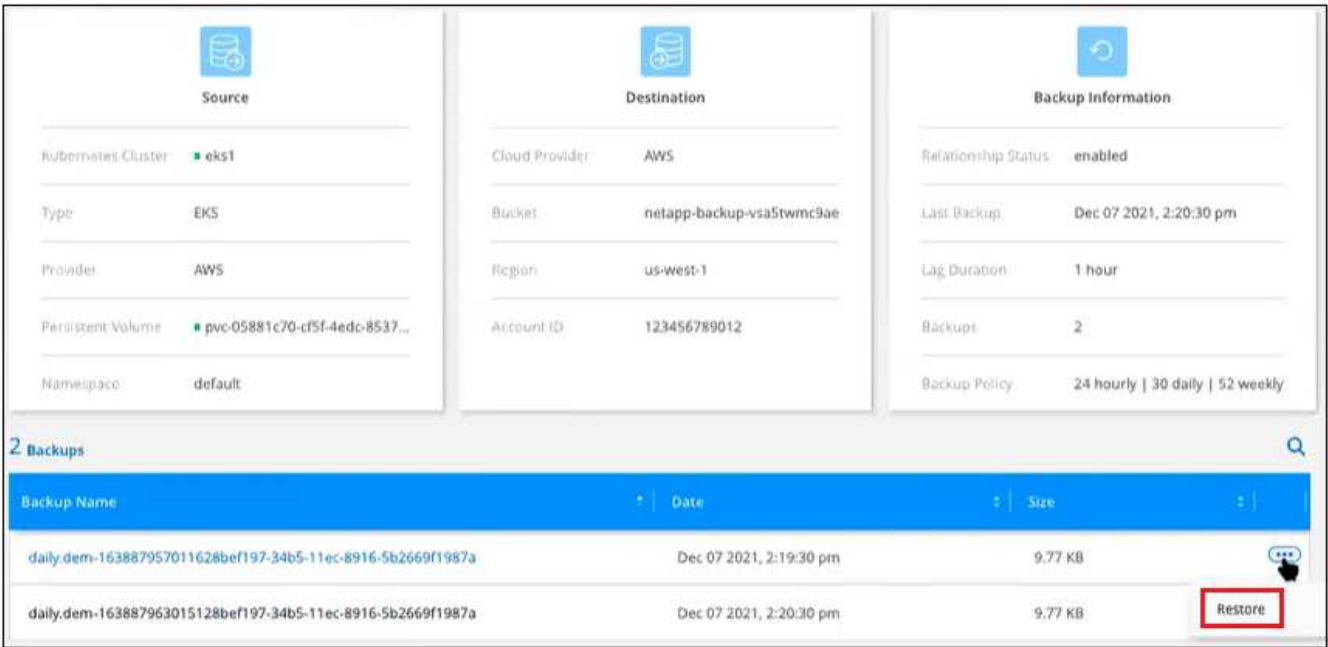 Source
Kubernetes Cluster eks1
Type EKS
Provider AWS
Persistent Volume pvc-05881c70-cf5f-4edc-8537...
Namespace default
Destination
Cloud Provider AWS
Bucket netapp-backup-vsa5twmc9ae
Region us-west-1
Account ID 123456789012
Backup Information
Relationship Status enabled
Last Backup Dec 07 2021, 2:20:30 pm
Lag Duration 1 hour
Backups 2
Backup Policy 24 hourly | 30 daily | 52 weekly
2 Backups
Backup Name Date Size
daily.dem-163887957011628bef197-34b5-11ec-8916-5b2669f1987a Dec 07 2021, 2:19:30 pm 9.77 KB
daily.dem-163887963015128bef197-34b5-11ec-8916-5b2669f1987a Dec 07 2021, 2:20:30 pm 9.77 KB
Restore